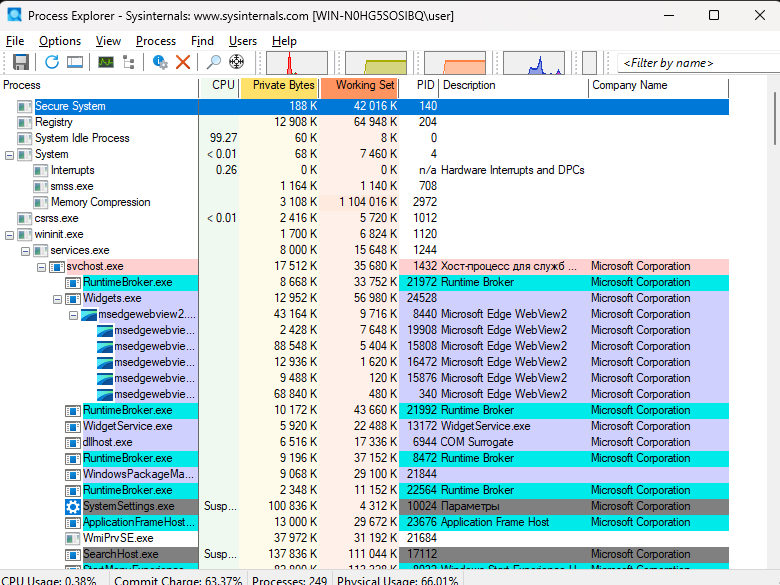 Process Explorer - Sysinternals: www.sysinternals.com [WIN-N0HG5SOSIBQ\user]
File Options View Process Find Users Help
<Filter by name>
Process CPU Private Bytes Working Set PID Description Company Name
Secure System 188 K 42 016 K 140
Registry 12 908 K 64 948 K 204
System Idle Process 99.27 60 K 8 K 0
System < 0.01 68 K 7 460 K 4
Interrupts 0.26 0 K 0 K n/a Hardware Interrupts and DPCs
smss.exe 1 164 K 1 140 K 708
Memory Compression 3 108 K 1 104 016 K 2972
csrss.exe < 0.01 2 416 K 5 720 K 1012
wininit.exe 1 700 K 6 824 K 1120
services.exe 8 000 K 15 648 K 1244
svchost.exe 17 512 K 35 680 K 1432 Хост-процесс для служб ... Microsoft Corporation
RuntimeBroker.exe 8 668 K 33 752 K 21972 Runtime Broker Microsoft Corporation
Widgets.exe 12 952 K 56 980 K 24528 Microsoft Corporation
msedgewebview2.... 43 164 K 9 716 K 8440 Microsoft Edge WebView2 Microsoft Corporation
msedgewebvie... 2 428 K 7 648 K 19908 Microsoft Edge WebView2 Microsoft Corporation
msedgewebvie... 88 548 K 5 404 K 15808 Microsoft Edge WebView2 Microsoft Corporation
msedgewebvie... 12 936 K 1 620 K 16472 Microsoft Edge WebView2 Microsoft Corporation
msedgewebvie... 9 488 K 120 K 15876 Microsoft Edge WebView2 Microsoft Corporation
msedgewebvie... 68 840 K 480 K 340 Microsoft Edge WebView2 Microsoft Corporation
RuntimeBroker.exe 10 172 K 43 660 K 21992 Runtime Broker Microsoft Corporation
WidgetService.exe 5 920 K 22 488 K 13172 WidgetService.exe Microsoft Corporation
dllhost.exe 6 516 K 17 336 K 6944 COM Surrogate Microsoft Corporation
RuntimeBroker.exe 9 196 K 37 152 K 8472 Runtime Broker Microsoft Corporation
WindowsPackageMa... 9 068 K 29 100 K 21844 Microsoft Corporation
RuntimeBroker.exe 2 348 K 11 152 K 22564 Runtime Broker Microsoft Corporation
SystemSettings.exe Susp... 100 836 K 4 312 K 10024 Параметры Microsoft Corporation
ApplicationFrameHost... 13 000 K 29 672 K 23676 Application Frame Host Microsoft Corporation
WmiPrvSE.exe 37 972 K 31 192 K 21684 Microsoft Corporation
SearchHost.exe Susp... 137 836 K 111 044 K 17112 Microsoft Corporation
CPU Usage: 0.38% Commit Charge: 63.37% Processes: 249 Physical Usage: 66.01%